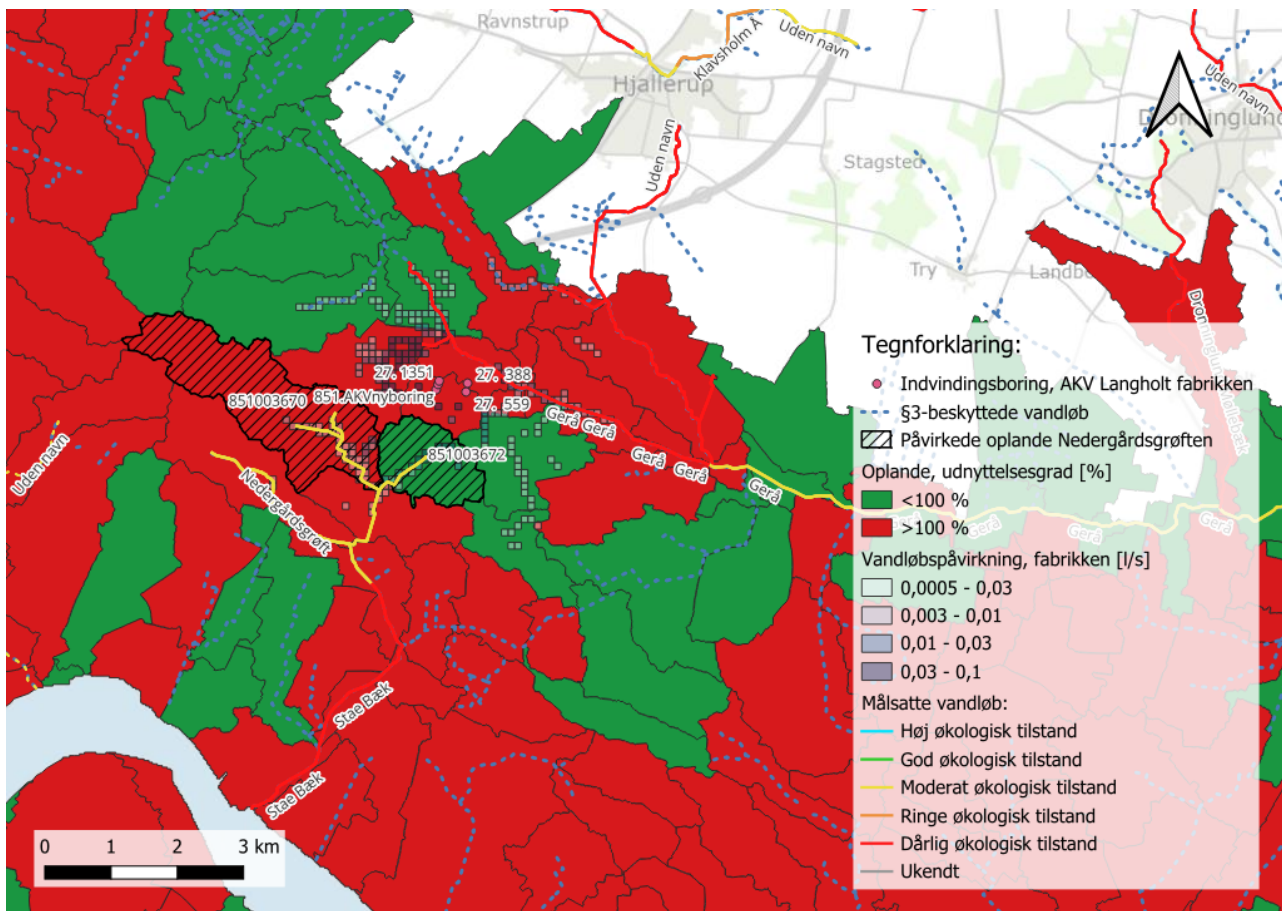 Ravnstrup
Klavsholm Å
Uden navn
Hjallerup
Uden navn
Dronninglund
Uden navn
Stagsted
Try
27. 1351
27. 388
851003670
851.AKVnyboring
27. 559
Gerå
Gerå
Gerå
Gerå
Gerå
851003672
Uden navn
Nedergårdsgrøft
Stae Bæk
Stae Bæk
Gerå
Gerå
Tegnforklaring:
Indvindingsboring, AKV Langholt fabrikken
§3-beskyttede vandløb
Påvirkede oplande Nedergårdsgrøften
Oplande, udnyttelsesgrad [%]
<100 %
>100 %
Vandløbspåvirkning, fabrikken [l/s]
0,0005 - 0,03
0,003 - 0,01
0,01 - 0,03
0,03 - 0,1
Målsatte vandløb:
Høj økologisk tilstand
God økologisk tilstand
Moderat økologisk tilstand
Ringe økologisk tilstand
Dårlig økologisk tilstand
Ukendt
0 1 2 3 km